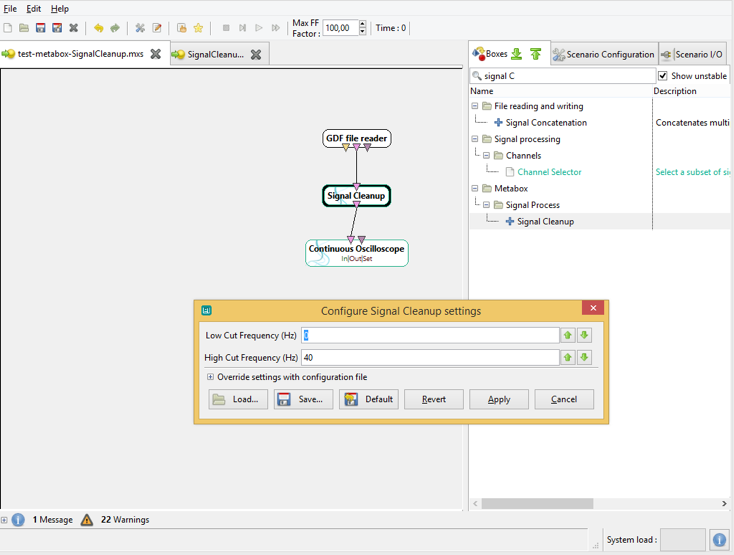 File Edit Help
Max FF Factor : 100,00 Time : 0
test-metabox-SignalCleanup.mxs SignalCleanu...
Boxes Scenario Configuration Scenario I/O
signal C Show unstable
Name Description
File reading and writing
Signal Concatenation Concatenates multi
Signal processing
Channels
Channel Selector Select a subset of si
Metabox
Signal Process
Signal Cleanup
GDF file reader
Signal Cleanup
Continuous Oscilloscope
In|Out|Set
Configure Signal Cleanup settings
Low Cut Frequency (Hz) 0
High Cut Frequency (Hz) 40
Override settings with configuration file
Load... Save... Default Revert Apply Cancel
1 Message 22 Warnings
System load :